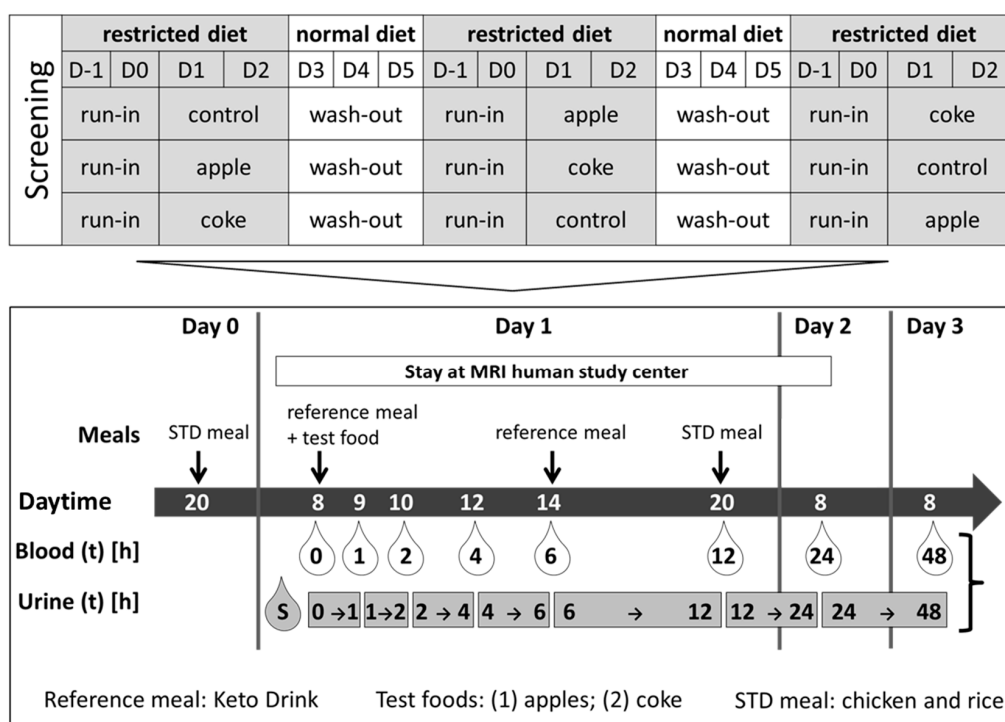 Screening
restricted diet normal diet restricted diet normal diet restricted diet
D-1 D0 D1 D2 D3 D4 D5 D-1 D0 D1 D2 D3 D4 D5 D-1 D0 D1 D2
run-in control wash-out run-in apple wash-out run-in coke
run-in apple wash-out run-in coke wash-out run-in control
run-in coke wash-out run-in control wash-out run-in apple
Day 0 Day 1 Day 2 Day 3
Stay at MRI human study center
reference meal
+ test food
Meals STD meal reference meal STD meal
Daytime 20 8 9 10 12 14 20 8 8
Blood (t) [h] 0 1 2 4 6 12 24 48
Urine (t) [h] S 0 →1 1→2 2 → 4 4 → 6 6 → 12 12 → 24 24 → 48
Reference meal: Keto Drink Test foods: (1) apples; (2) coke STD meal: chicken and rice